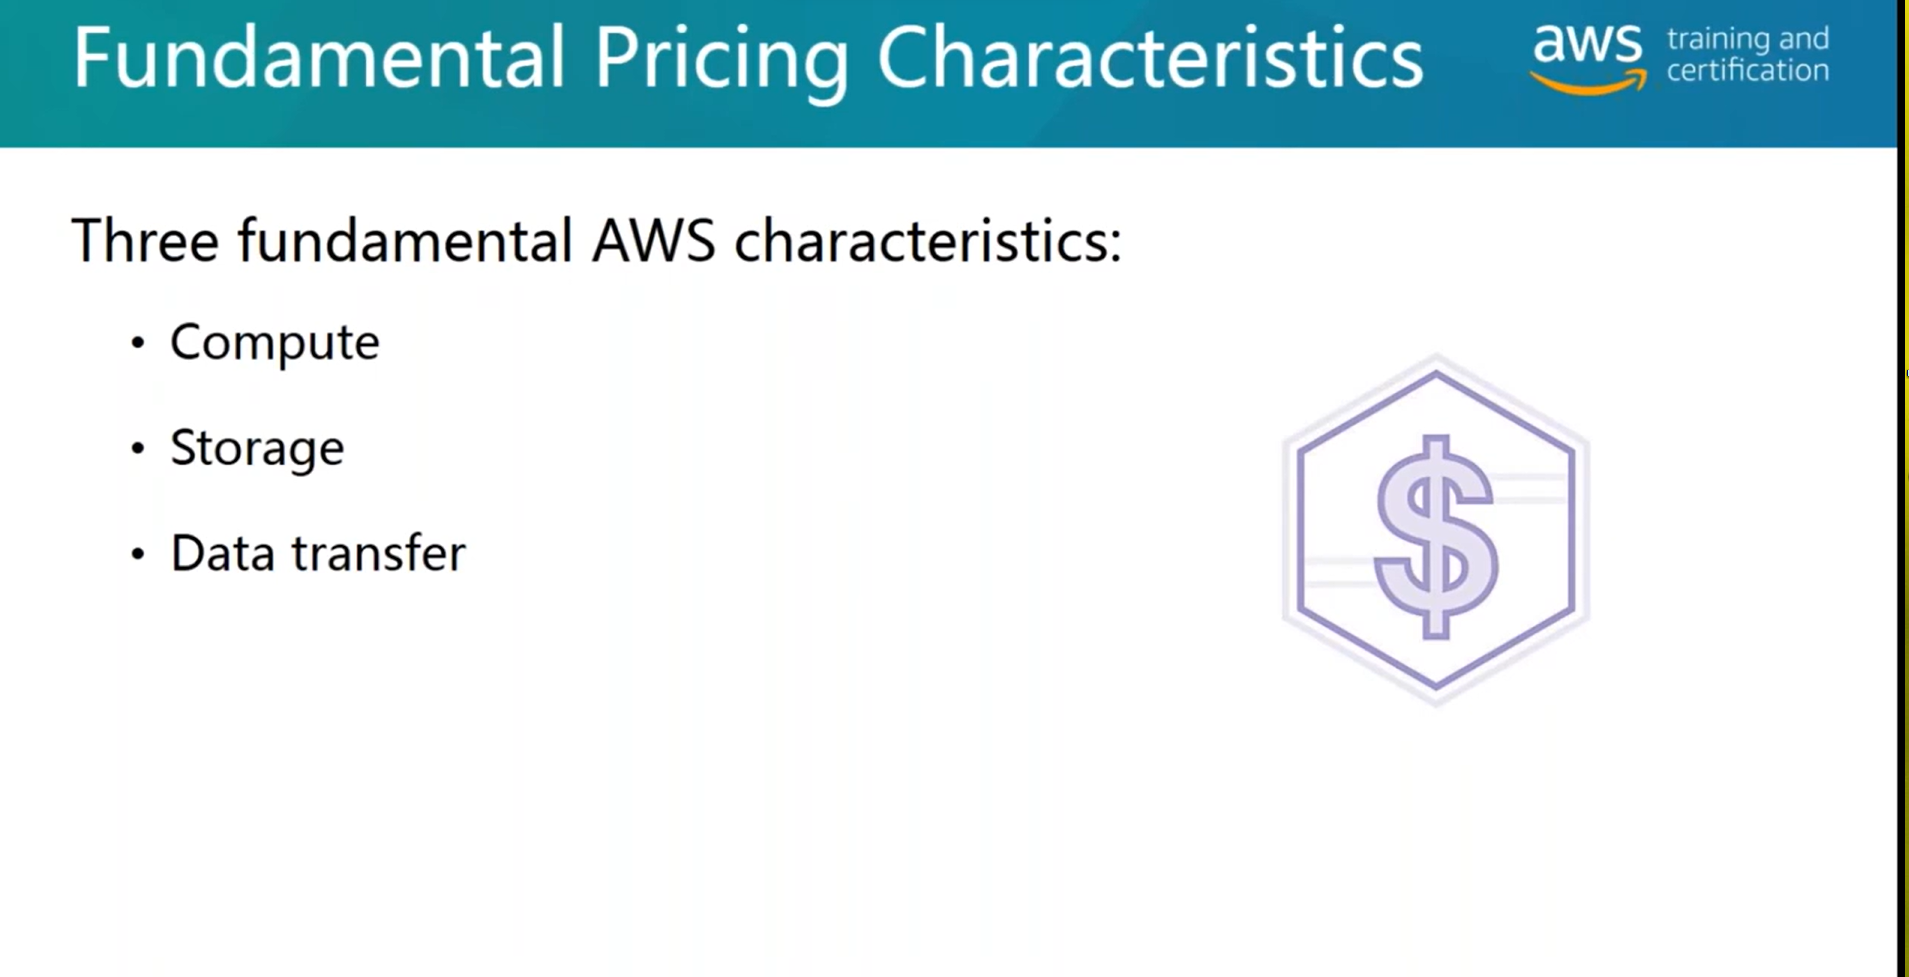 Fundamental Pricing Characteristics
aws training and
certification
Three fundamental AWS characteristics:
• Compute
• Storage
• Data transfer
$